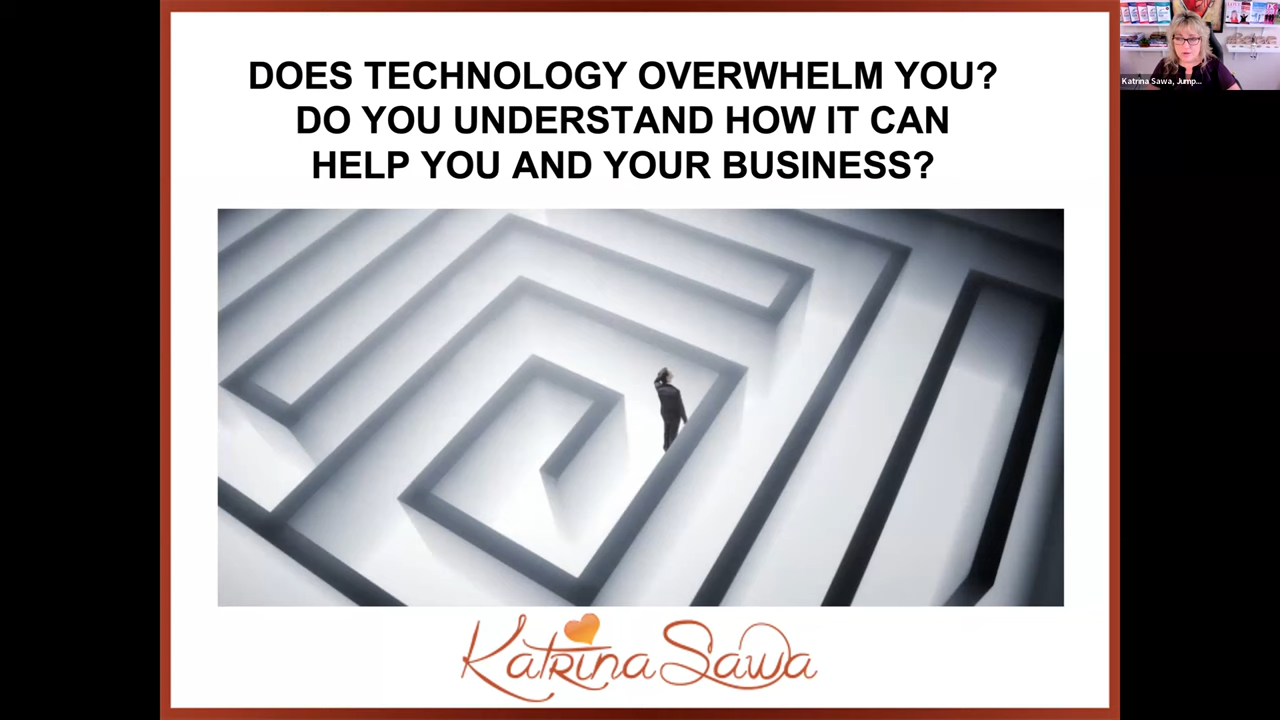 DOES TECHNOLOGY OVERWHELM YOU?
DO YOU UNDERSTAND HOW IT CAN
HELP YOU AND YOUR BUSINESS?
Katrina Sawa
Katrina Sawa, Jump...